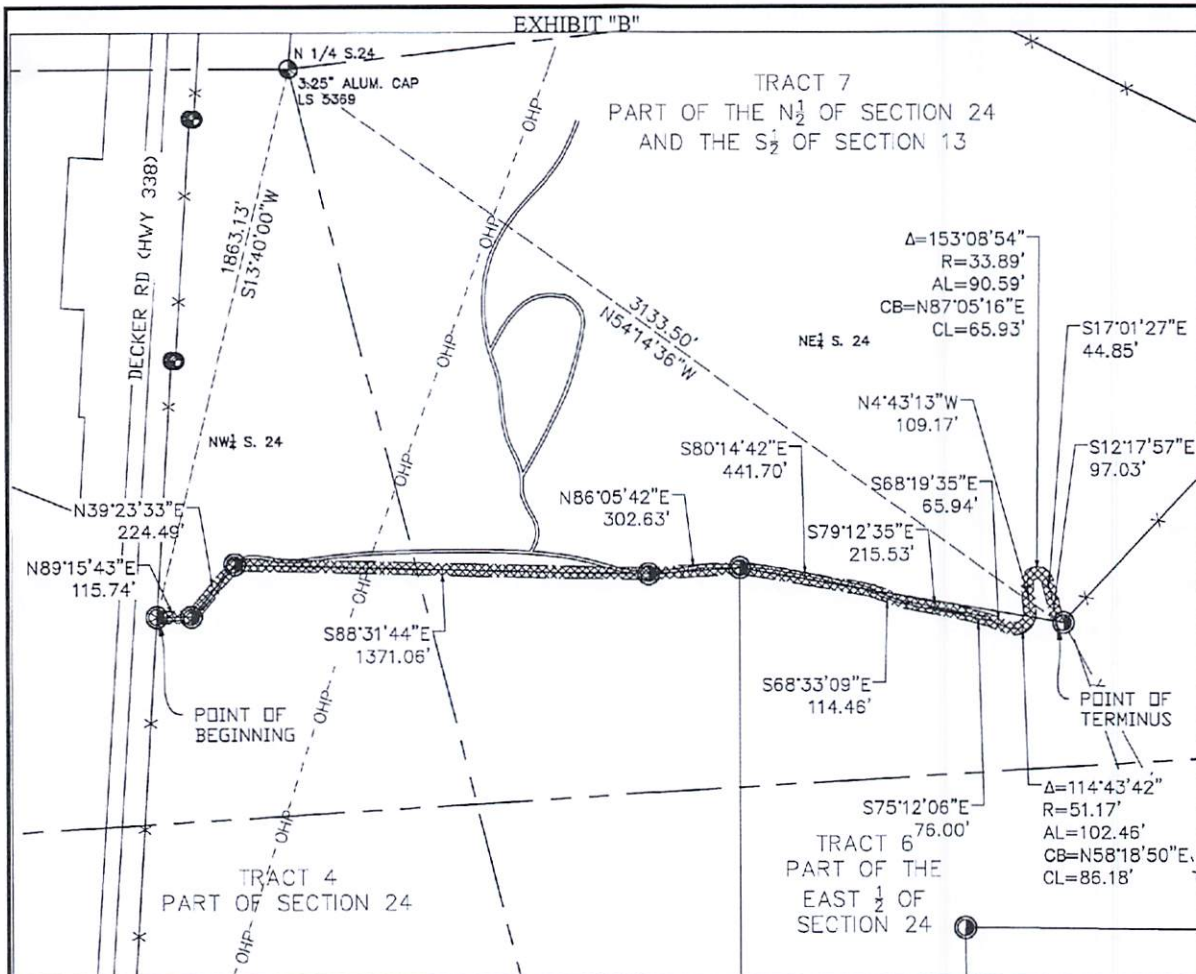 EXHIBIT "B"
N 1/4 S.24
3.25" ALUM. CAP
LS 5369
TRACT 7
PART OF THE N½ OF SECTION 24
AND THE S½ OF SECTION 13
DECKER RD (HWY 338)
1863.13'
S13°40'00"W
OHP
OHP
OHP
OHP
OHP
OHP
OHP
OHP
3133.50'
N54°14'36"W
Δ=153°08'54"
R=33.89'
AL=90.59'
CB=N87°05'16"E
CL=65.93'
NE¼ S. 24
S17°01'27"E
44.85'
N4°43'13"W
109.17'
NW¼ S. 24
S80°14'42"E
441.70'
S12°17'57"E
97.03'
S68°19'35"E
65.94'
N86°05'42"E
302.63'
N39°23'33"E
224.49'
S79°12'35"E
215.53'
N89°15'43"E
115.74'
S88°31'44"E
1371.06'
S68°33'09"E
114.46'
POINT OF
BEGINNING
POINT OF
TERMINUS
S75°12'06"E
76.00'
Δ=114°43'42"
R=51.17'
AL=102.46'
CB=N58°18'50"E
CL=86.18'
TRACT 6
PART OF THE
EAST ½ OF
SECTION 24
TRACT 4
PART OF SECTION 24